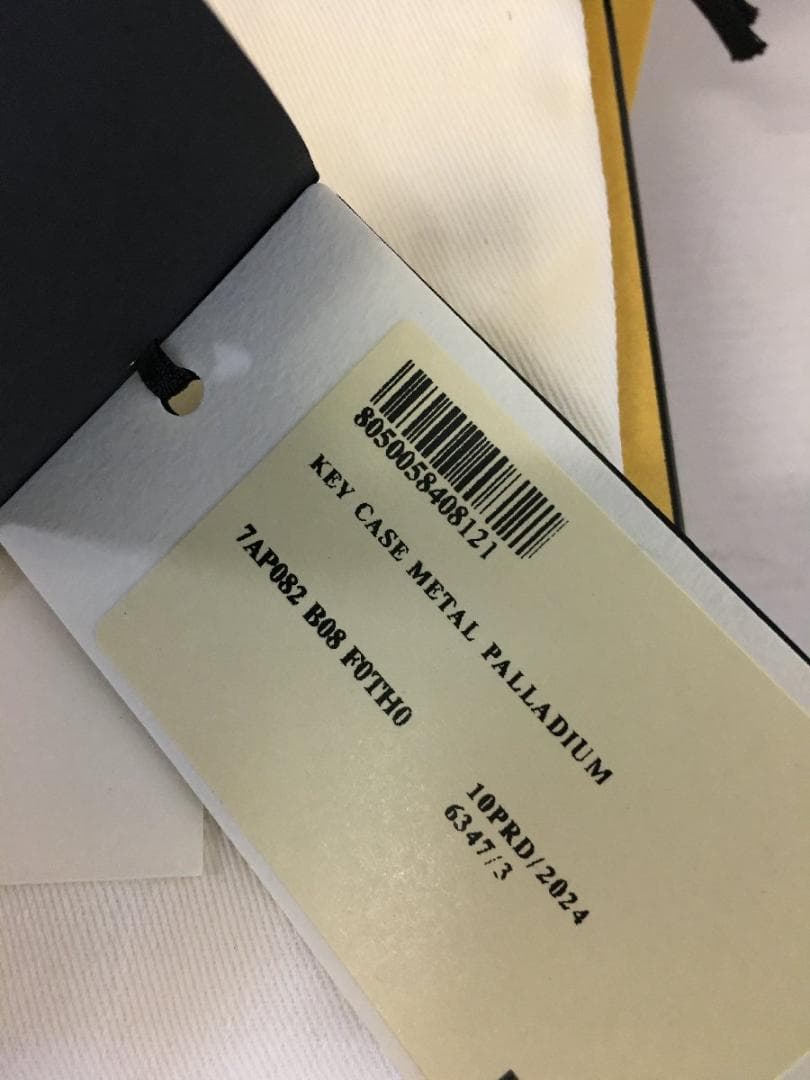 8050058408121
KEY CASE METAL PALLADIUM
7AP082 B08 F0TH0
10PRD/2024
6347/3